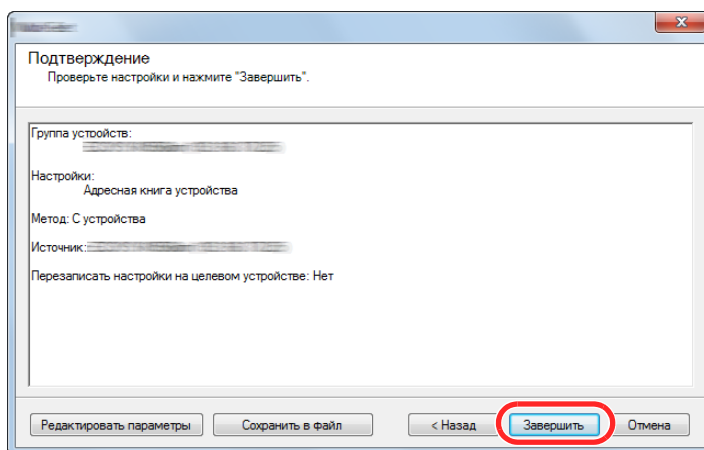 Подтверждение
Проверьте настройки и нажмите "Завершить".
Группа устройств:
Настройки:
Адресная книга устройства
Метод: С устройства
Источник:
Перезаписать настройки на целевом устройстве: Нет
Редактировать параметры
Сохранить в файл
< Назад
Завершить
Отмена